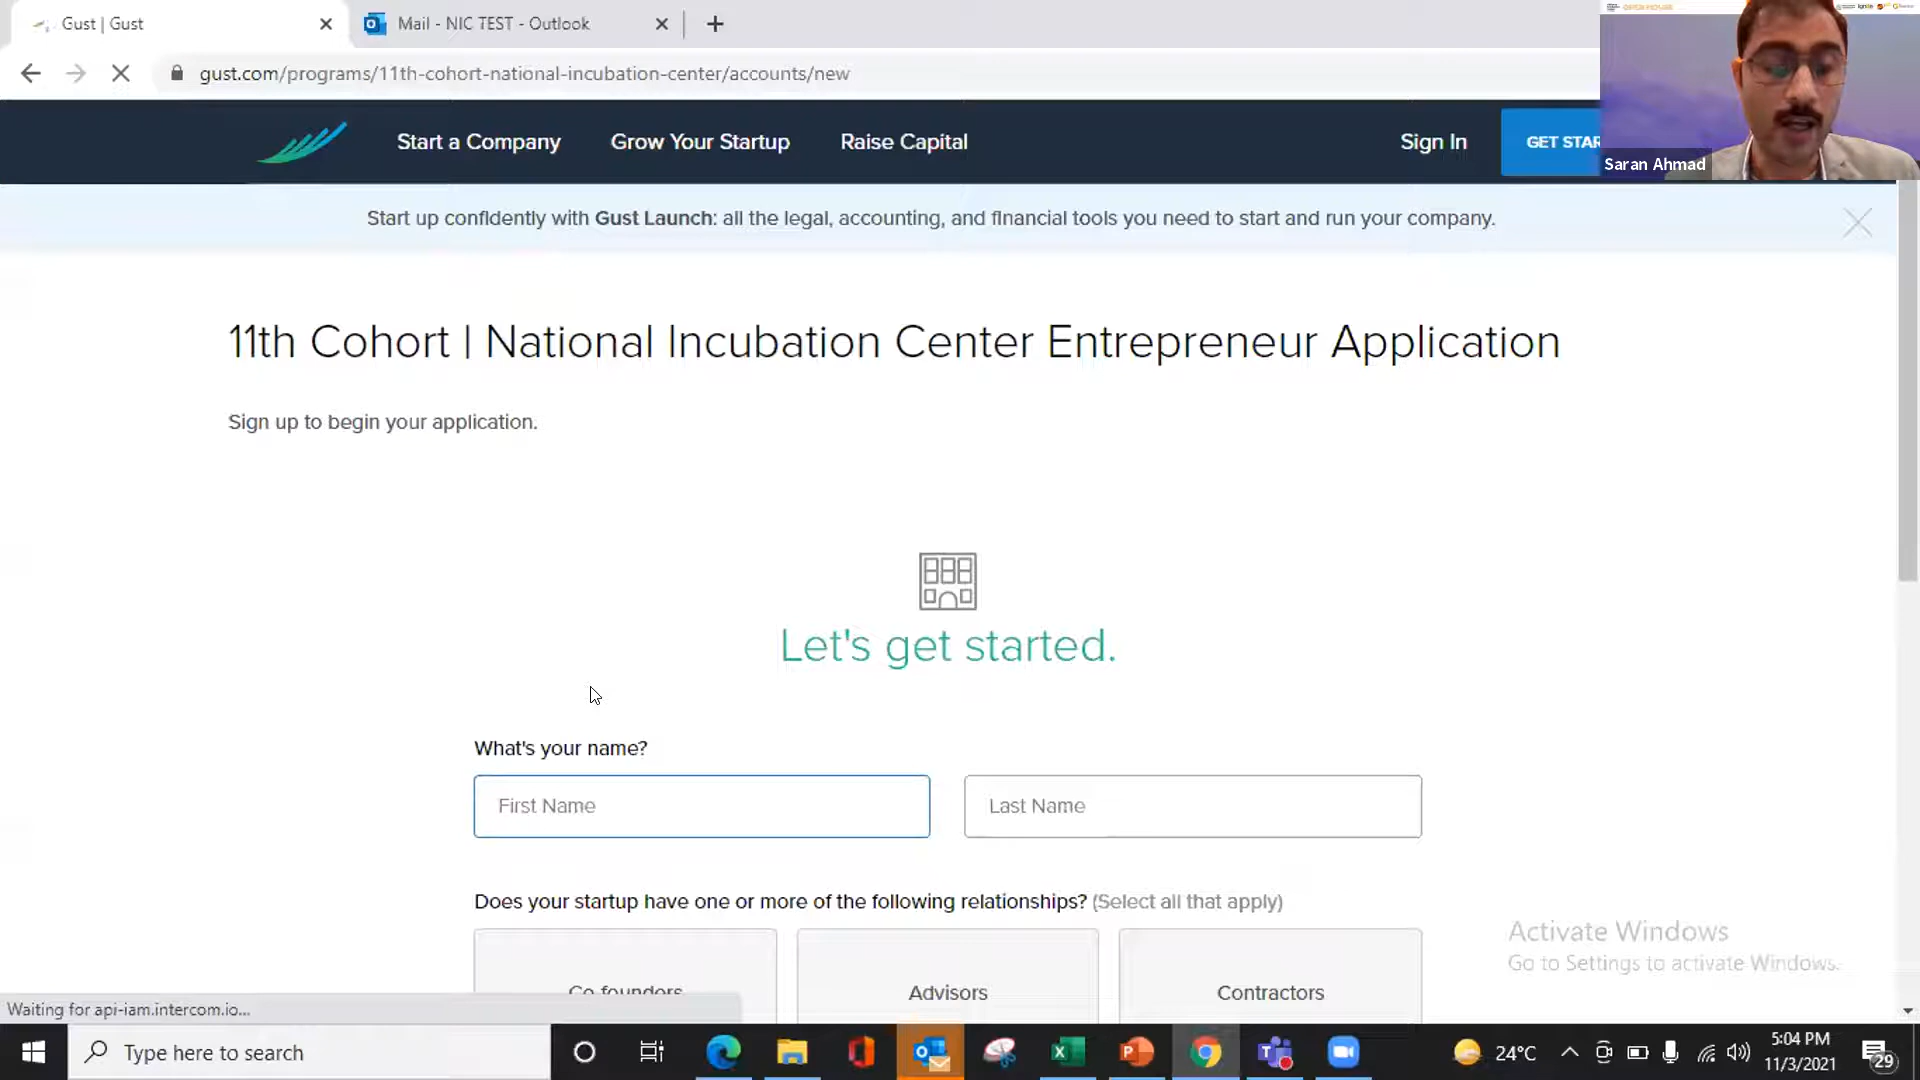 Gust | Gust
Mail - NIC TEST - Outlook
gust.com/programs/11th-cohort-national-incubation-center/accounts/new
Start a Company
Grow Your Startup
Raise Capital
Sign In
GET STAR
Saran Ahmad
Start up confidently with Gust Launch: all the legal, accounting, and financial tools you need to start and run your company.
11th Cohort | National Incubation Center Entrepreneur Application
Sign up to begin your application.
Let's get started.
What's your name?
First Name
Last Name
Does your startup have one or more of the following relationships? (Select all that apply)
Co-founders
Advisors
Contractors
Activate Windows
Go to Settings to activate Windows.
Waiting for api-iam.intercom.io...
Type here to search
24°C
5:04 PM
11/3/2021
29